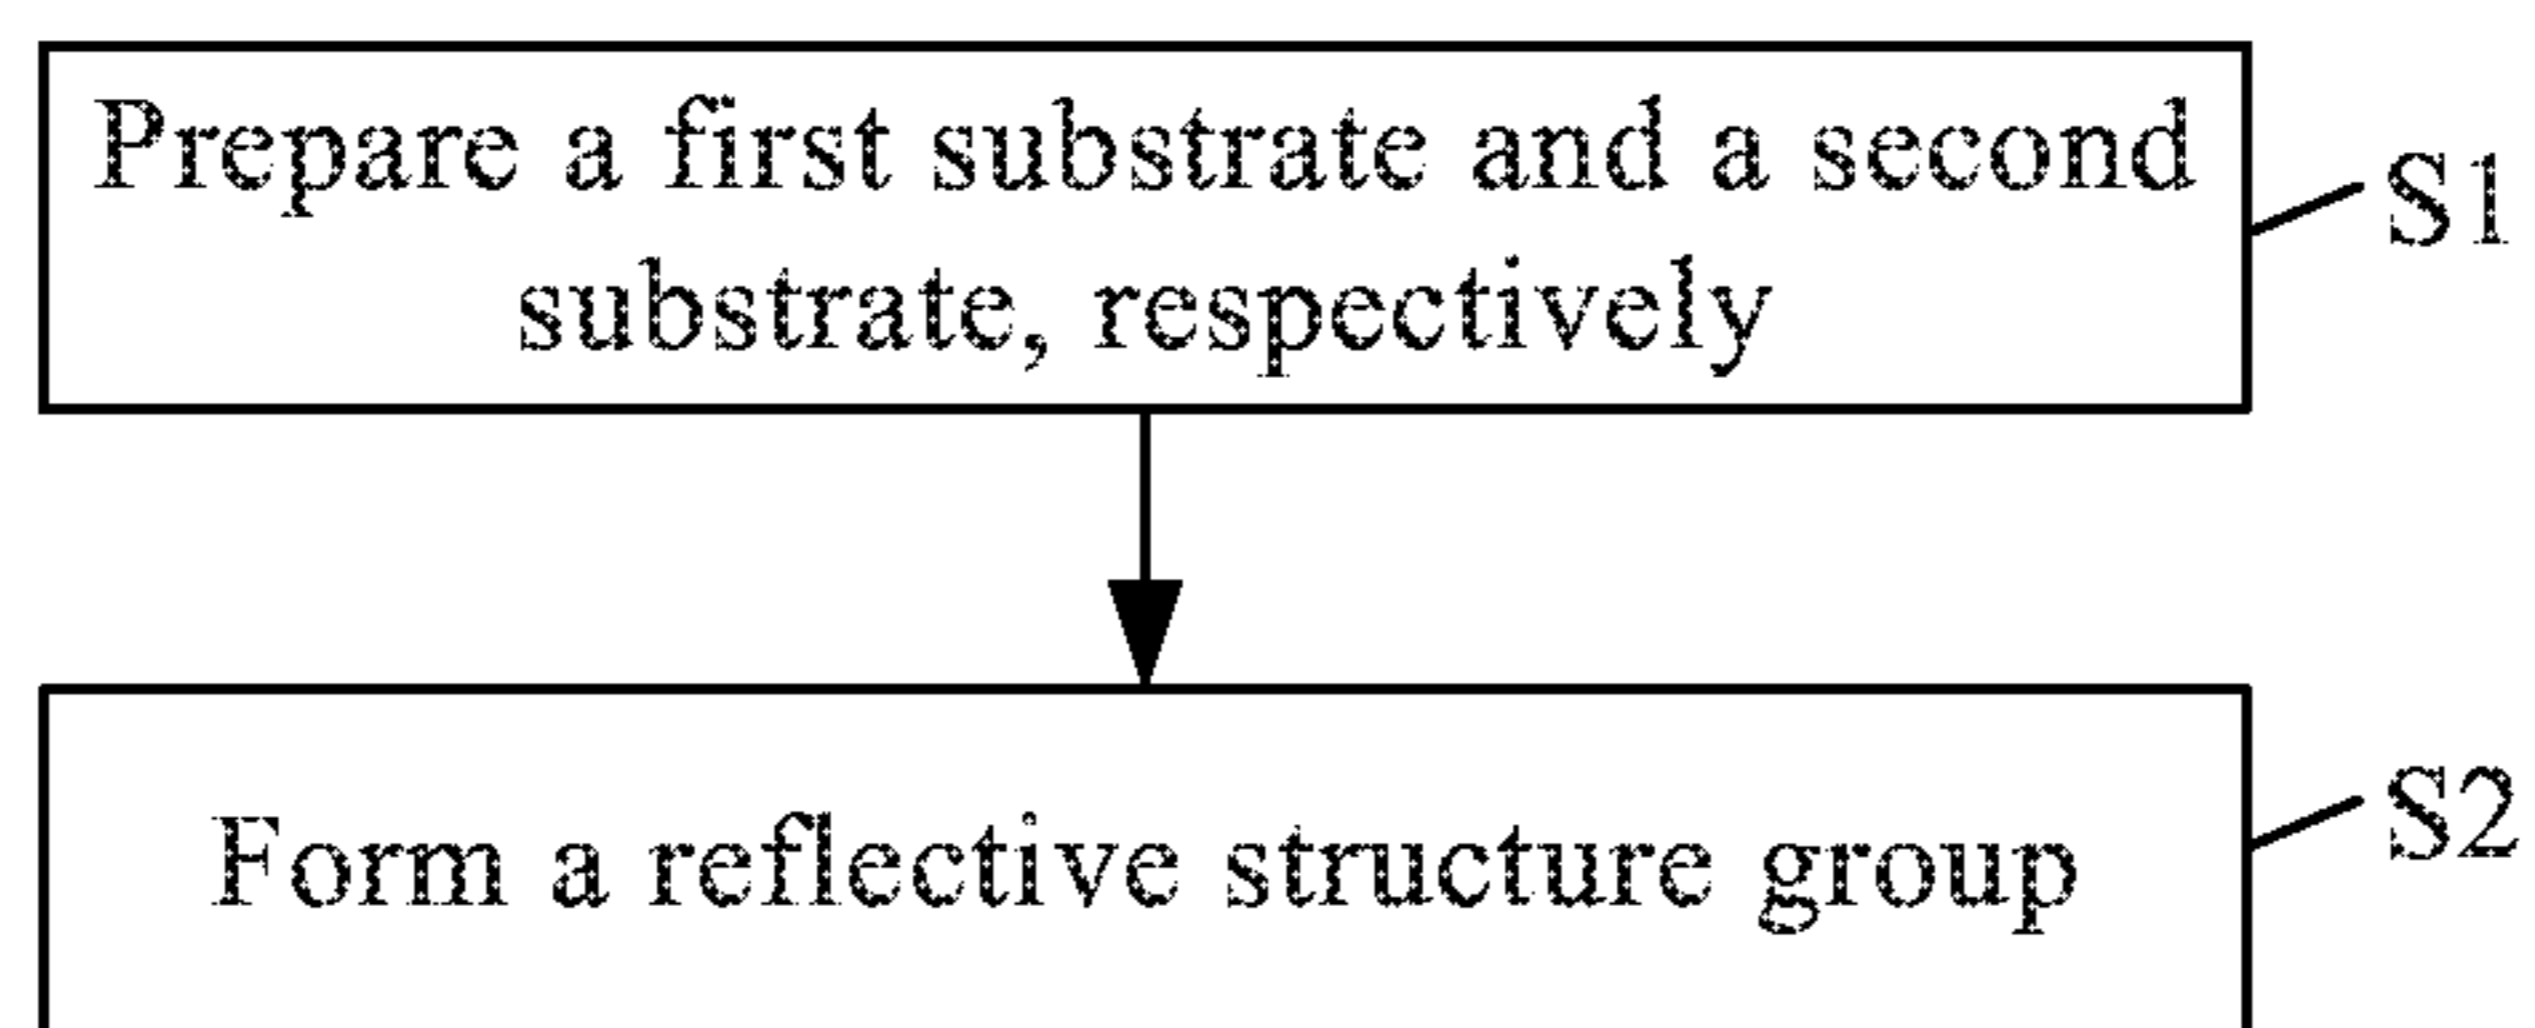 Prepare a first substrate and a second
substrate, respectively
S1
Form a reflective structure group
S2